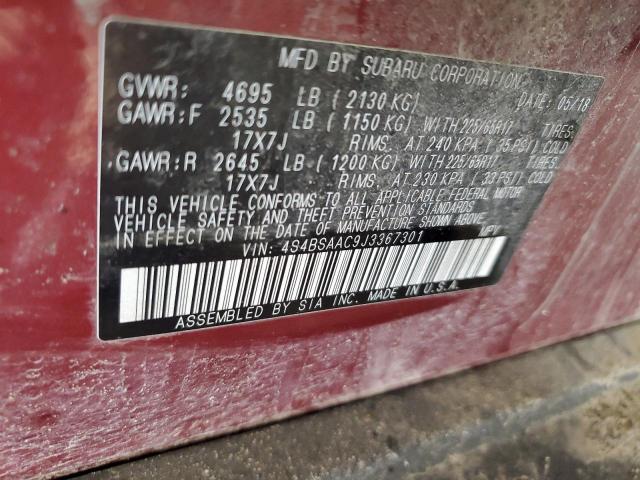 MFD BY SUBARU CORPORATION DATE: 05/18
GVWR: 4695 LB (2130 KG)
GAWR:F 2535 LB (1150 KG) WITH 225/65R17 TIRES,
17X7J RIMS, AT 240 KPA (35 PSI) COLD
GAWR:R 2645 LB (1200 KG) WITH 225/65R17 TIRES,
17X7J RIMS, AT 230 KPA (33 PSI) COLD
THIS VEHICLE CONFORMS TO ALL APPLICABLE FEDERAL MOTOR
VEHICLE SAFETY AND THEFT PREVENTION STANDARDS
IN EFFECT ON THE DATE OF MANUFACTURE SHOWN ABOVE.
VIN: 4S4BSAAC9J3367301 MPV
ASSEMBLED BY SIA INC. MADE IN U.S.A.